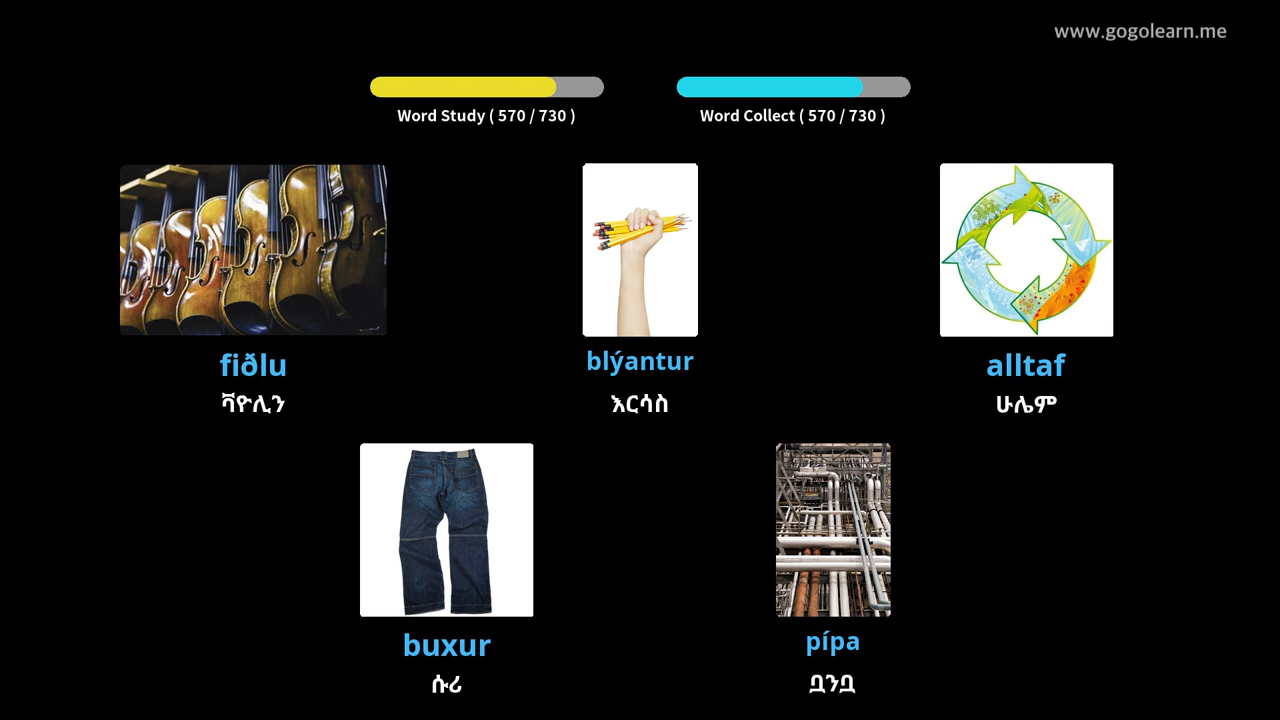 www.gogolearn.me
Word Study ( 570 / 730 )
Word Collect ( 570 / 730 )
fiðlu
ቫዮሊን
blýantur
እርሳስ
alltaf
ሁሌም
buxur
ሱሪ
pípa
ቧንቧ